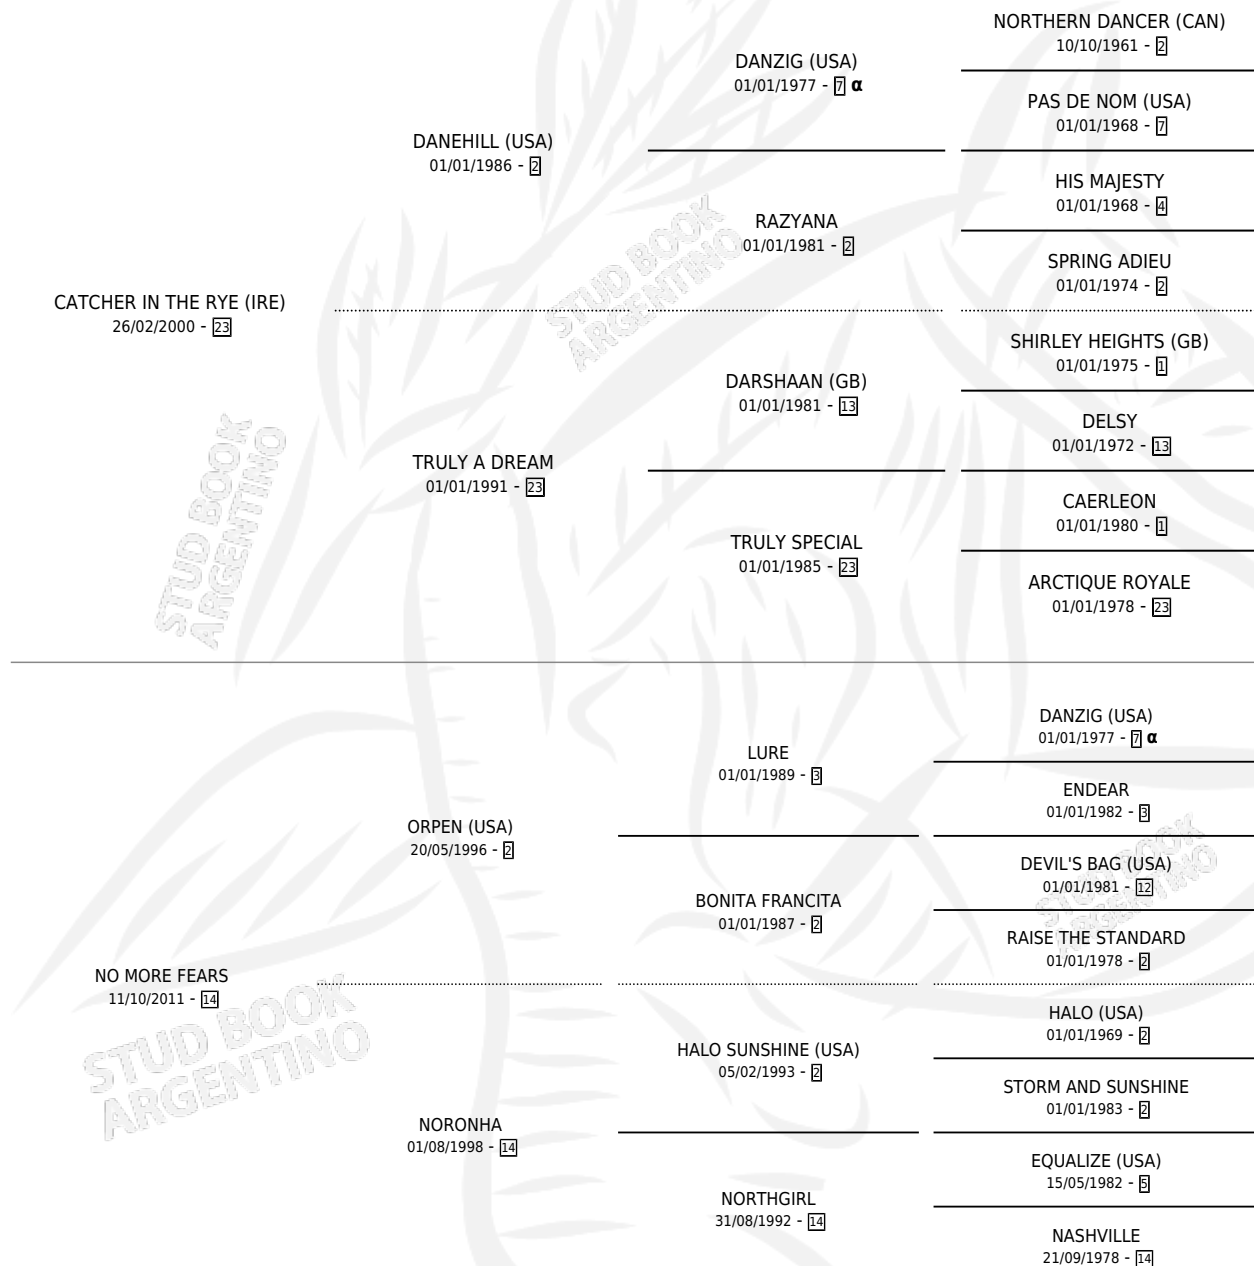 NORTHERN DANCER (CAN)
10/10/1961 - 2
DANZIG (USA)
01/01/1977 - 7 α
PAS DE NOM (USA)
01/01/1968 - 7
DANEHILL (USA)
01/01/1986 - 2
HIS MAJESTY
01/01/1968 - 4
RAZYANA
01/01/1981 - 2
SPRING ADIEU
01/01/1974 - 2
STUD BOOK
ARGENTINO
CATCHER IN THE RYE (IRE)
26/02/2000 - 23
SHIRLEY HEIGHTS (GB)
01/01/1975 - 1
DARSHAAN (GB)
01/01/1981 - 13
DELSY
01/01/1972 - 13
TRULY A DREAM
01/01/1991 - 23
CAERLEON
01/01/1980 - 1
TRULY SPECIAL
01/01/1985 - 23
ARCTIQUE ROYALE
01/01/1978 - 23
STUD BOOK
ARGENTINO
DANZIG (USA)
01/01/1977 - 7 α
LURE
01/01/1989 - 3
ENDEAR
01/01/1982 - 3
ORPEN (USA)
20/05/1996 - 2
DEVIL'S BAG (USA)
01/01/1981 - 12
BONITA FRANCITA
01/01/1987 - 2
RAISE THE STANDARD
01/01/1978 - 2
STUD BOOK
ARGENTINO
NO MORE FEARS
11/10/2011 - 14
HALO (USA)
01/01/1969 - 2
HALO SUNSHINE (USA)
05/02/1993 - 2
STORM AND SUNSHINE
01/01/1983 - 2
STUD BOOK
ARGENTINO
NORONHA
01/08/1998 - 14
EQUALIZE (USA)
15/05/1982 - 5
NORTHGIRL
31/08/1992 - 14
NASHVILLE
21/09/1978 - 14